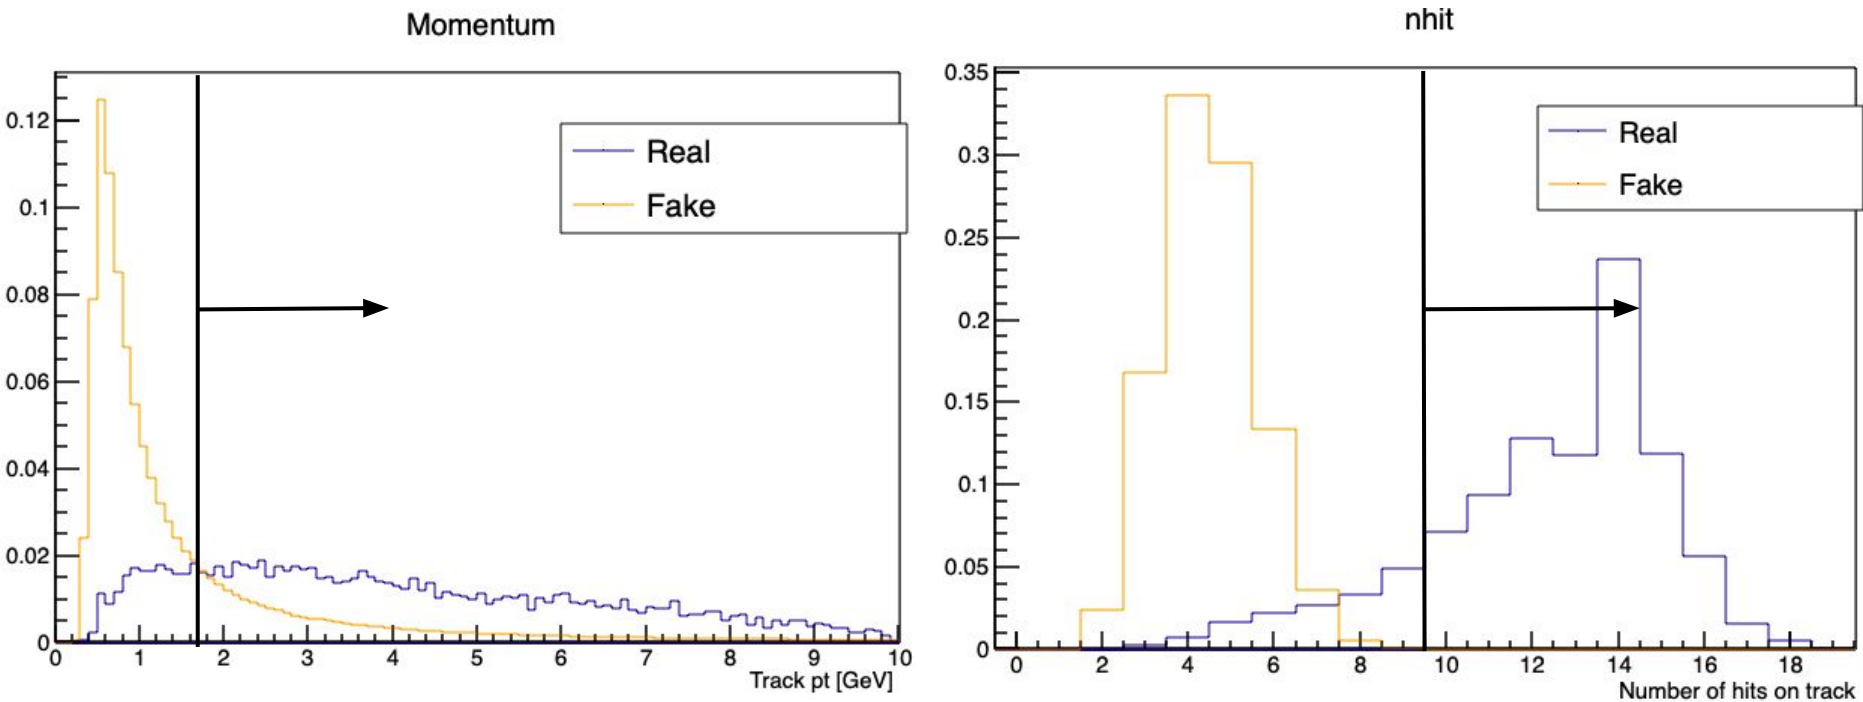 Momentum
0.12
0.1
0.08
0.06
0.04
0.02
0
Real
Fake
0 1 2 3 4 5 6 7 8 9 10
Track pt [GeV]
nhit
0.35
0.3
0.25
0.2
0.15
0.1
0.05
0
Real
Fake
0 2 4 6 8 10 12 14 16 18
Number of hits on track